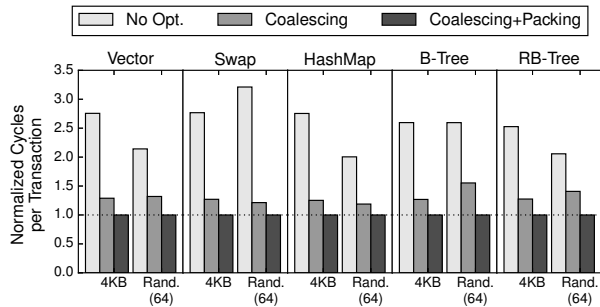 No Opt. Coalescing Coalescing+Packing
Vector Swap HashMap B-Tree RB-Tree
Normalized Cycles
per Transaction
3.5
3.0
2.5
2.0
1.5
1.0
0.5
0.0
4KB Rand. 4KB Rand. 4KB Rand. 4KB Rand. 4KB Rand.
(64) (64) (64) (64) (64)